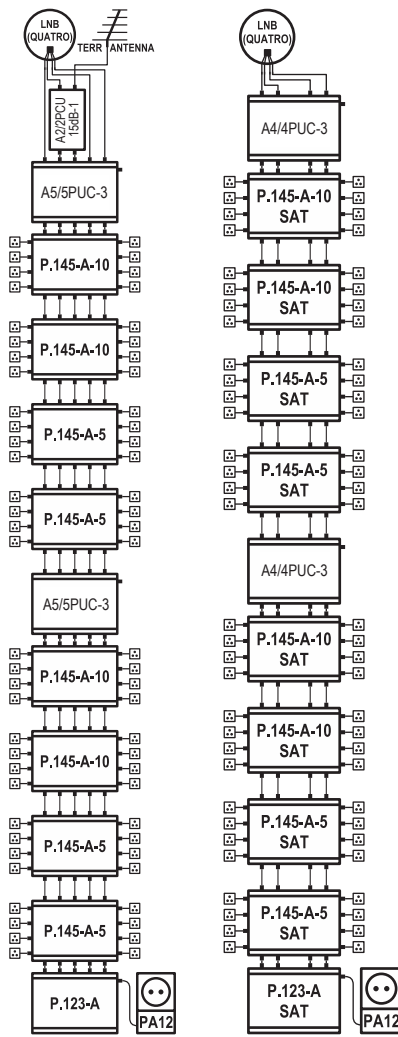 LNB
(QUATRO)
TERR ANTENNA
A2/2PCU
15dB-1
A5/5PUC-3
P.145-A-10
P.145-A-10
P.145-A-5
P.145-A-5
A5/5PUC-3
P.145-A-10
P.145-A-10
P.145-A-5
P.145-A-5
P.123-A
PA12
LNB
(QUATRO)
A4/4PUC-3
P.145-A-10
SAT
P.145-A-10
SAT
P.145-A-5
SAT
P.145-A-5
SAT
A4/4PUC-3
P.145-A-10
SAT
P.145-A-10
SAT
P.145-A-5
SAT
P.145-A-5
SAT
P.123-A
SAT
PA12